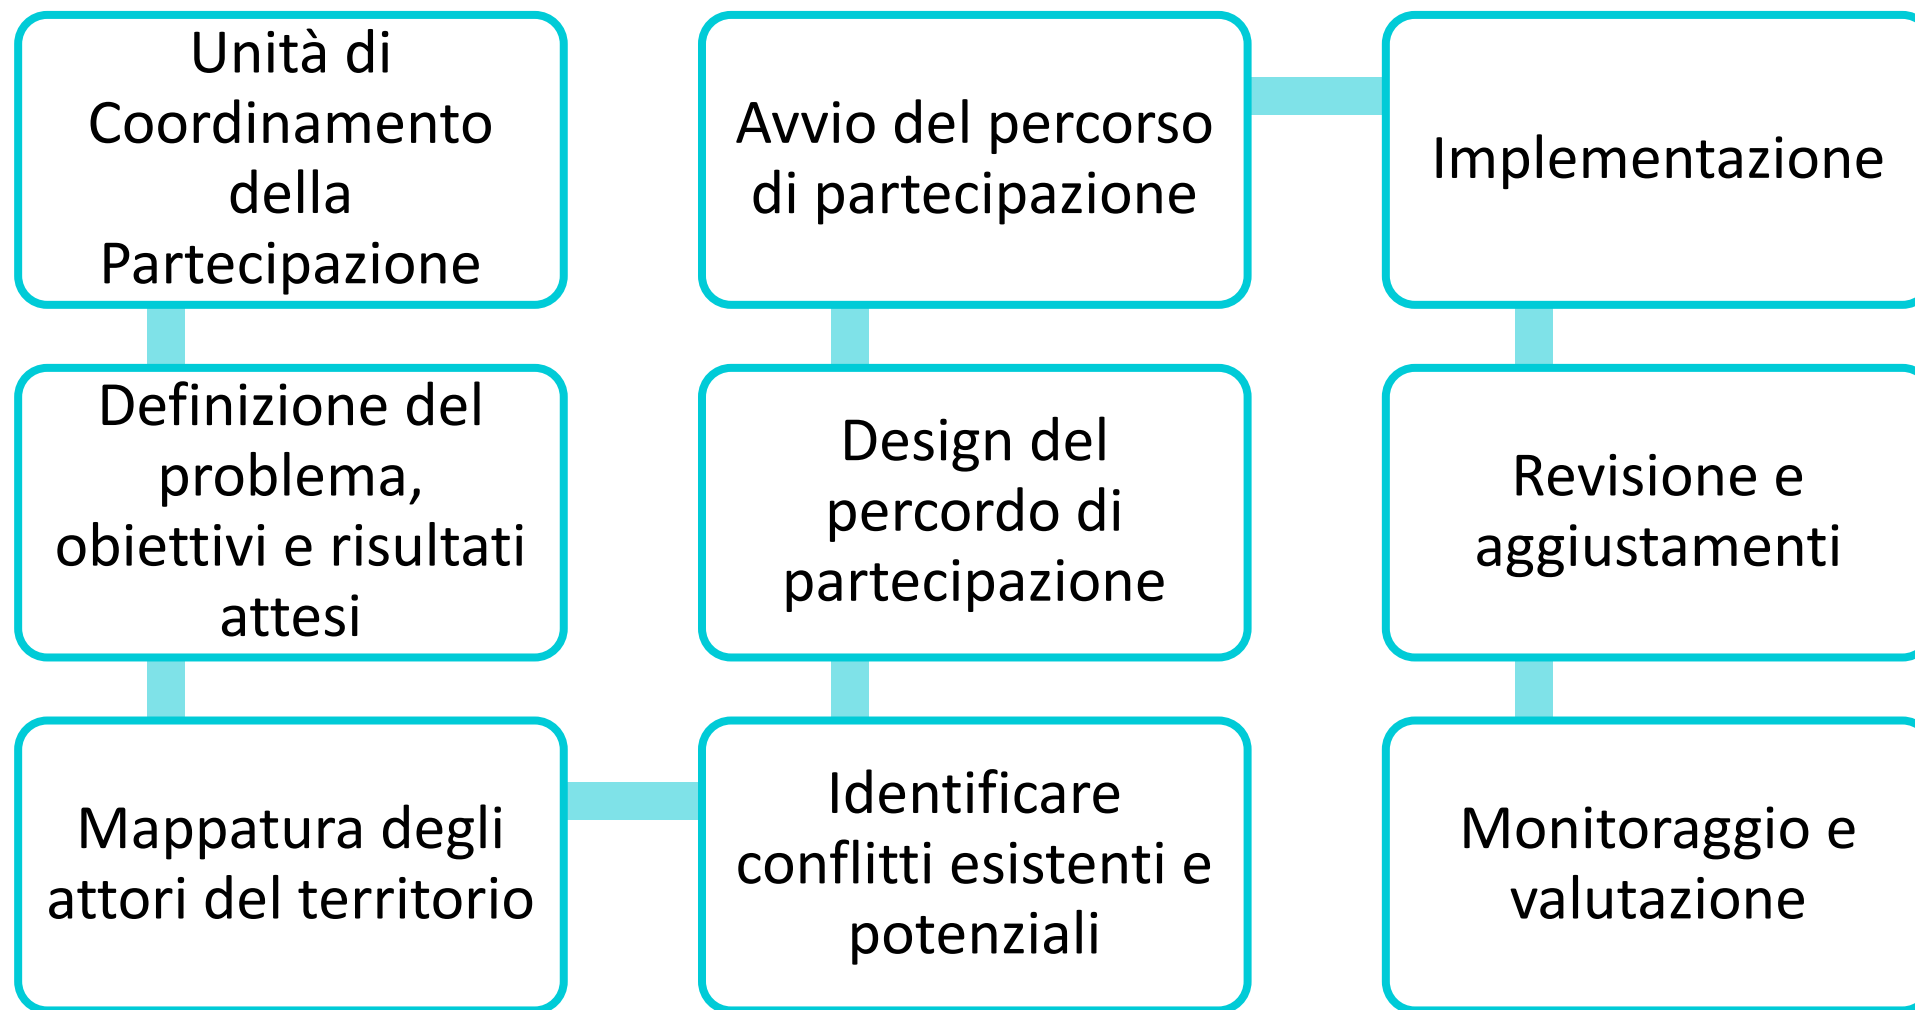 Unità di
Coordinamento
della
Partecipazione
Definizione del
problema,
obiettivi e risultati
attesi
Mappatura degli
attori del territorio
Identificare
conflitti esistenti e
potenziali
Design del
percordo di
partecipazione
Avvio del percorso
di partecipazione
Implementazione
Revisione e
aggiustamenti
Monitoraggio e
valutazione